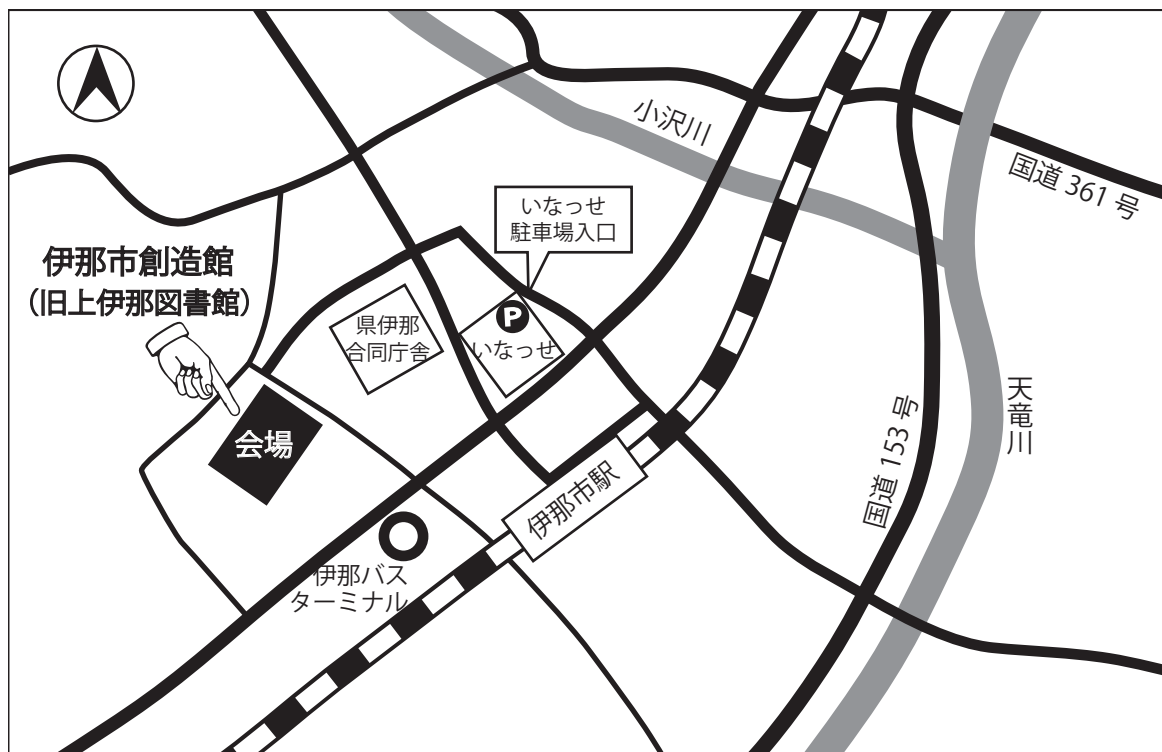 小沢川
国道 361 号
いなっせ
駐車場入口
伊那市創造館
（旧上伊那図書館）
県伊那
合同庁舎
P
いなっせ
会場
天竜川
国道 153 号
伊那市駅
伊那バス
ターミナル